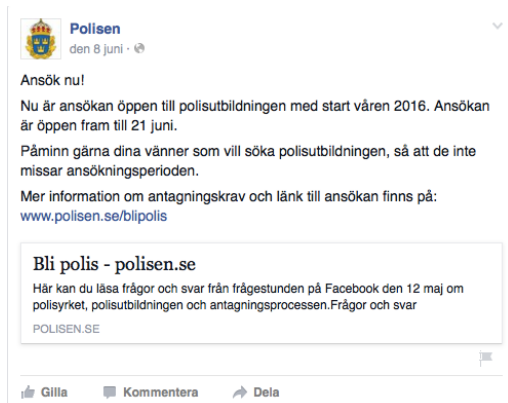 Polisen
den 8 juni ·
Ansök nu!
Nu är ansökan öppen till polisutbildningen med start våren 2016. Ansökan
är öppen fram till 21 juni.
Påminn gärna dina vänner som vill söka polisutbildningen, så att de inte
missar ansökningsperioden.
Mer information om antagningskrav och länk till ansökan finns på:
www.polisen.se/blipolis
Bli polis - polisen.se
Här kan du läsa frågor och svar från frågestunden på Facebook den 12 maj om
polisyrket, polisutbildningen och antagningsprocessen.Frågor och svar
POLISEN.SE
Gilla Kommentera Dela